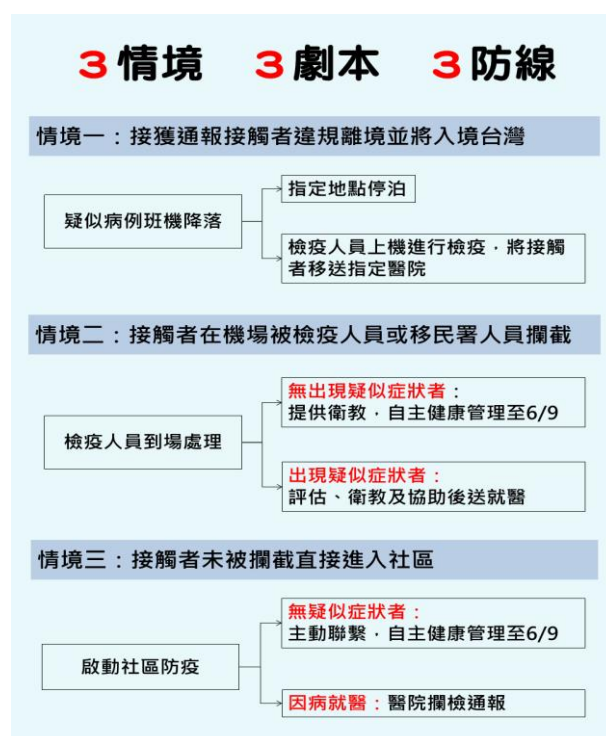 3情境 3劇本 3防線
情境一：接獲通報接觸者違規離境並將入境台灣
疑似病例班機降落
指定地點停泊
檢疫人員上機進行檢疫，將接觸
者移送指定醫院
情境二：接觸者在機場被檢疫人員或移民署人員攔截
檢疫人員到場處理
無出現疑似症狀者：
提供衛教，自主健康管理至6/9
出現疑似症狀者：
評估、衛教及協助後送就醫
情境三：接觸者未被攔截直接進入社區
啟動社區防疫
無疑似症狀者：
主動聯繫，自主健康管理至6/9
因病就醫：醫院攔檢通報